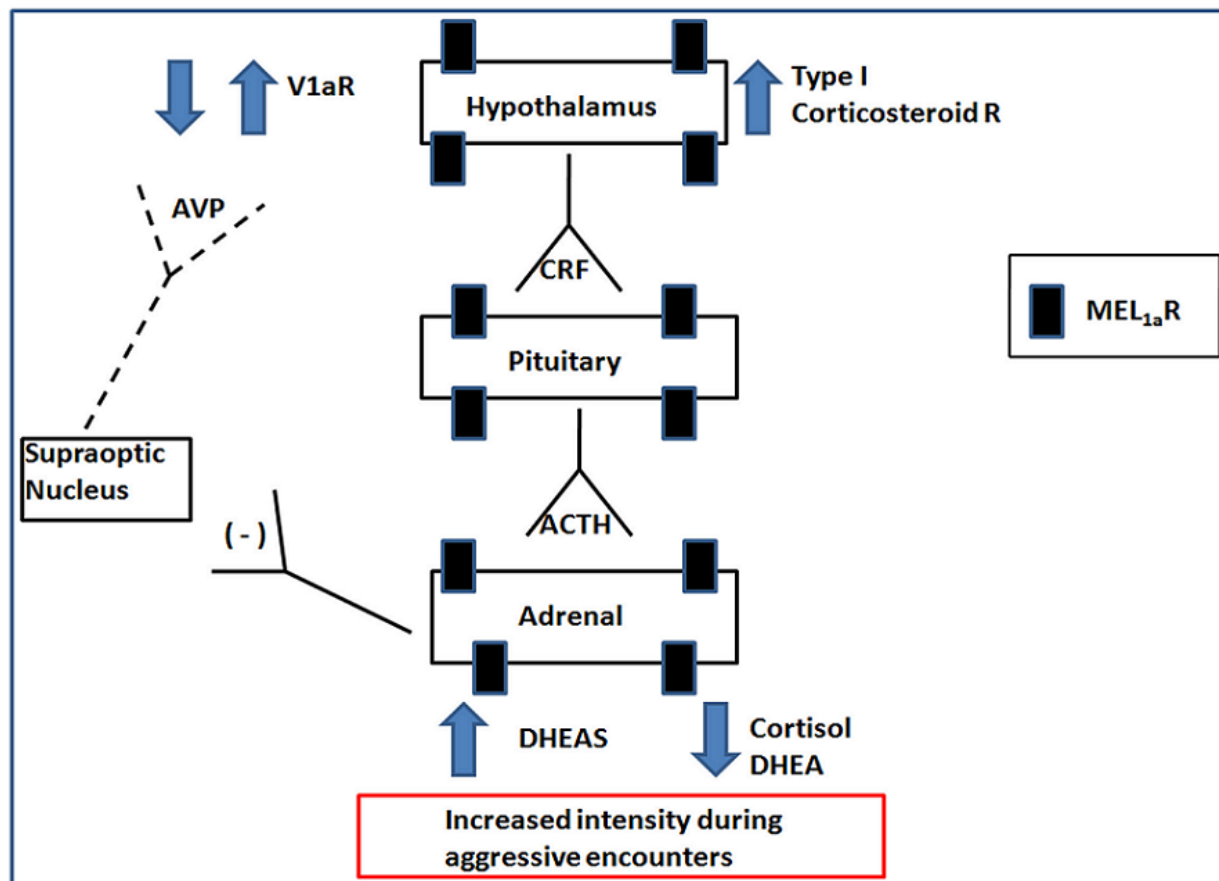 V1aR
Hypothalamus
Type I
Corticosteroid R
AVP
CRF
MEL1aR
Pituitary
Supraoptic
Nucleus
( - )
ACTH
Adrenal
DHEAS
Cortisol
DHEA
Increased intensity during
aggressive encounters